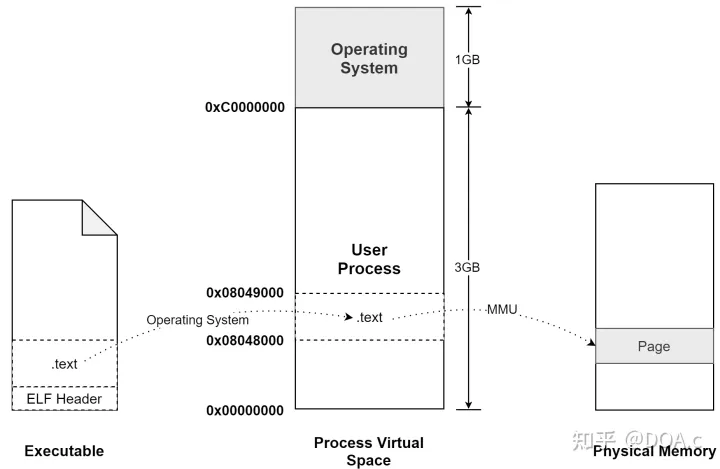 Operating
System
1GB
0xC0000000
User
Process
3GB
0x08049000
Operating System
.text
MMU
0x08048000
.text
Page
ELF Header
0x00000000
Executable
Process Virtual
Space
Physical Memory
知乎 @DOA.c